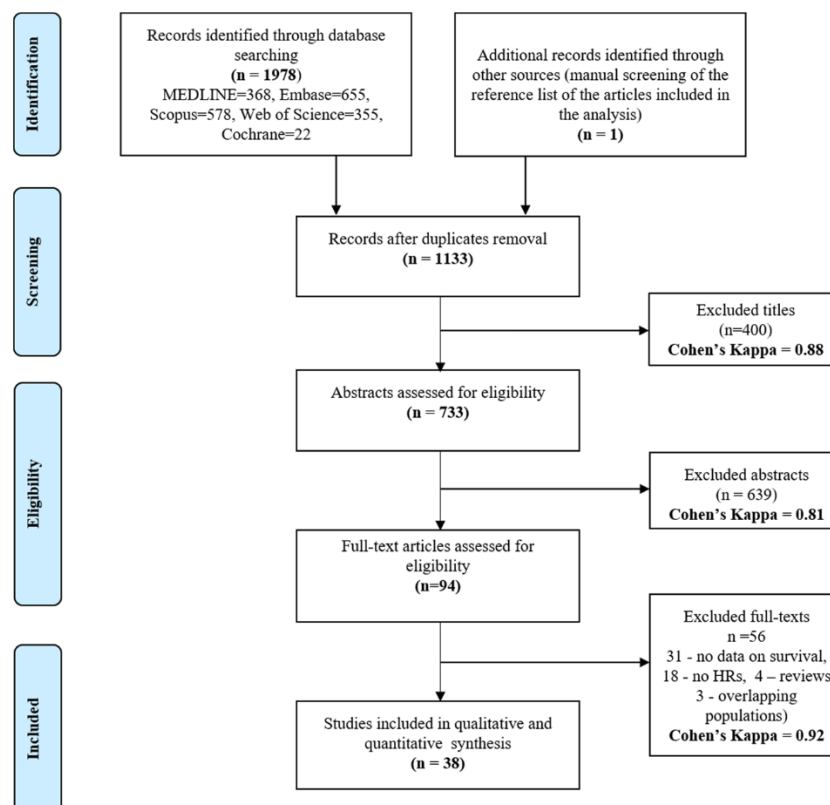 Identification
Records identified through database
searching
(n = 1978)
MEDLINE=368, Embase=655,
Scopus=578, Web of Science=355,
Cochrane=22
Additional records identified through
other sources (manual screening of the
reference list of the articles included in
the analysis)
(n = 1)
Screening
Records after duplicates removal
(n = 1133)
Excluded titles
(n=400)
Cohen's Kappa = 0.88
Eligibility
Abstracts assessed for eligibility
(n = 733)
Excluded abstracts
(n = 639)
Cohen's Kappa = 0.81
Full-text articles assessed for
eligibility
(n=94)
Excluded full-texts
n =56
31 - no data on survival,
18 - no HRs, 4 – reviews
3 - overlapping
populations)
Cohen's Kappa = 0.92
Included
Studies included in qualitative and
quantitative synthesis
(n = 38)